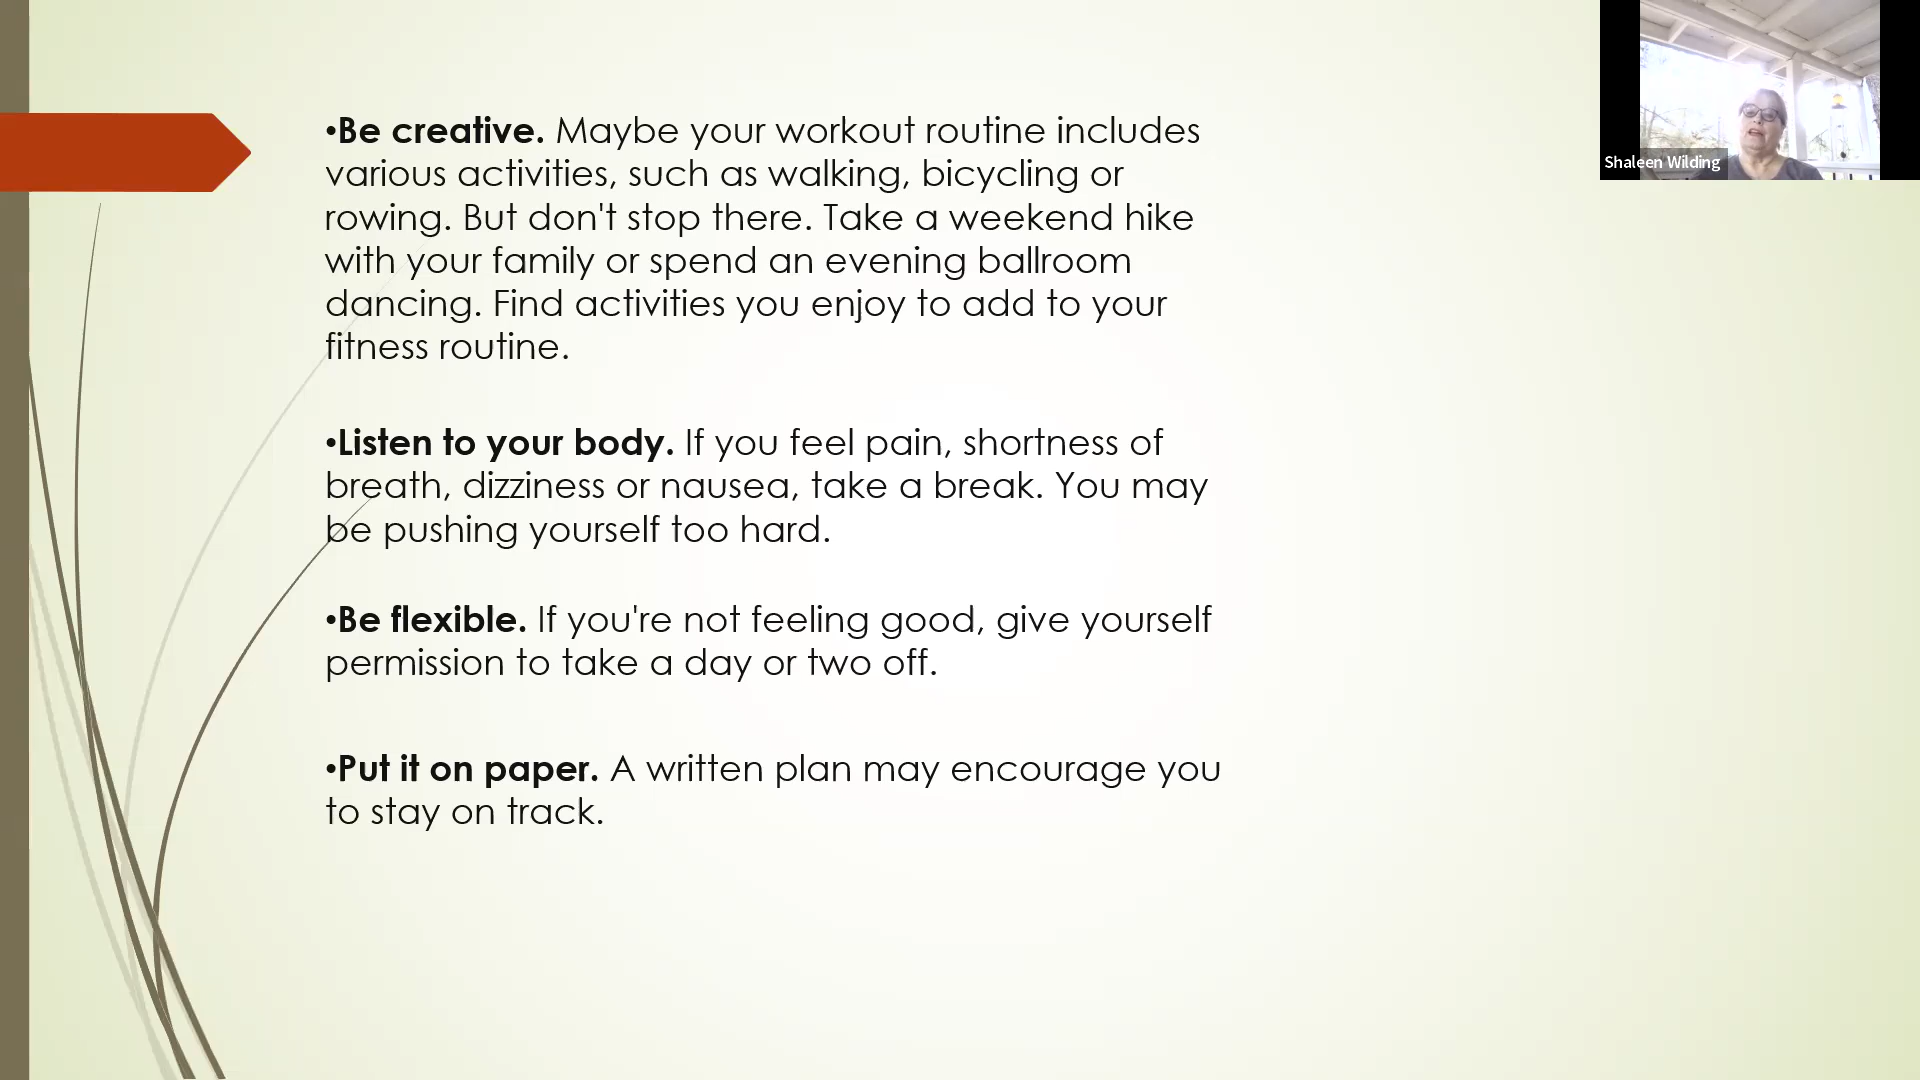 •Be creative. Maybe your workout routine includes
various activities, such as walking, bicycling or
rowing. But don't stop there. Take a weekend hike
with your family or spend an evening ballroom
dancing. Find activities you enjoy to add to your
fitness routine.
•Listen to your body. If you feel pain, shortness of
breath, dizziness or nausea, take a break. You may
be pushing yourself too hard.
•Be flexible. If you're not feeling good, give yourself
permission to take a day or two off.
•Put it on paper. A written plan may encourage you
to stay on track.
Shaleen Wilding